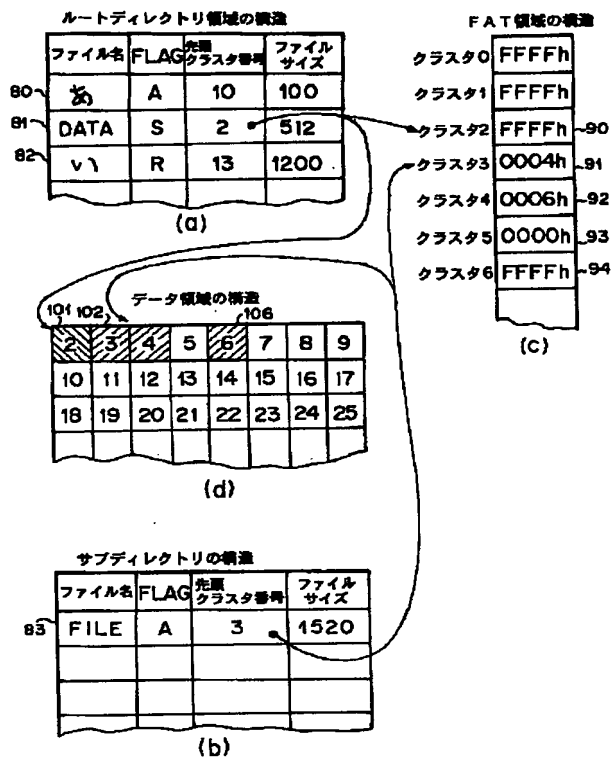 ルートディレクトリ領域の構造
ファイル名 FLAG 先頭クラスタ番号 ファイルサイズ
80 あ A 10 100
81 DATA S 2 512
82 い R 13 1200
(a)
FAT領域の構造
クラスタ0 FFFFh
クラスタ1 FFFFh
クラスタ2 FFFFh 90
クラスタ3 0004h 91
クラスタ4 0006h 92
クラスタ5 0000h 93
クラスタ6 FFFFh 94
(c)
データ領域の構造
101 102 106
2 3 4 5 6 7 8 9
10 11 12 13 14 15 16 17
18 19 20 21 22 23 24 25
(d)
サブディレクトリの構造
ファイル名 FLAG 先頭クラスタ番号 ファイルサイズ
83 FILE A 3 1520
(b)